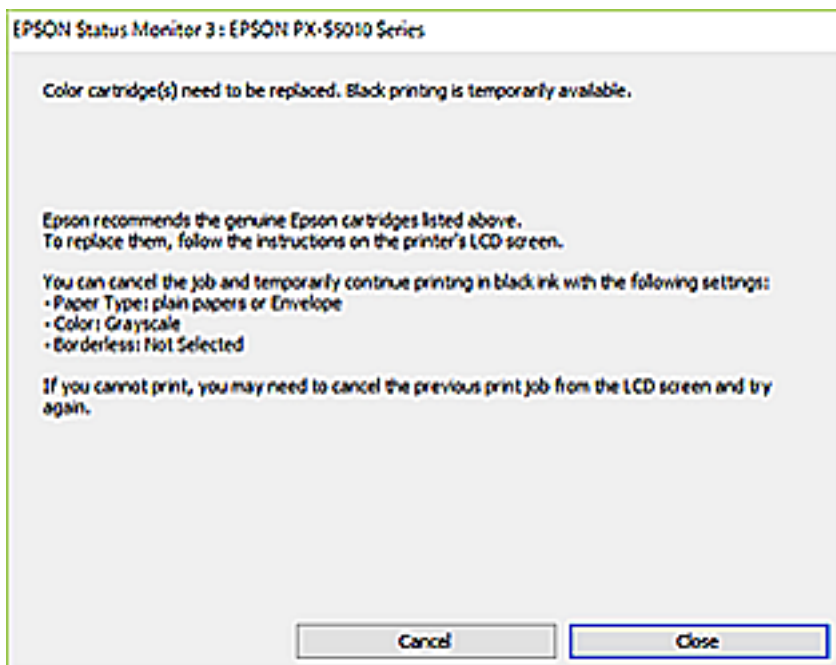 EPSON Status Monitor 3 : EPSON PX-S5010 Series
Color cartridge(s) need to be replaced. Black printing is temporarily available.
Epson recommends the genuine Epson cartridges listed above.
To replace them, follow the instructions on the printer's LCD screen.
You can cancel the job and temporarily continue printing in black ink with the following settings:
- Paper Type: plain papers or Envelope
- Color: Grayscale
- Borderless: Not Selected
If you cannot print, you may need to cancel the previous print job from the LCD screen and try
again.
Cancel
Close